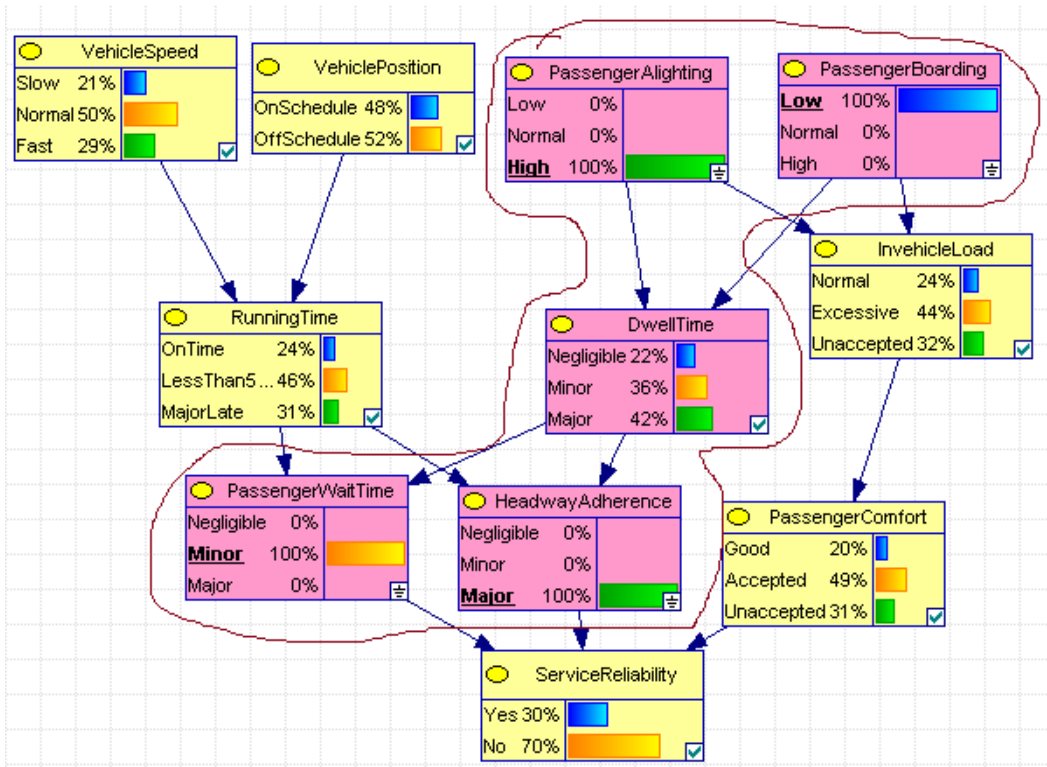 VehicleSpeed
Slow 21%
Normal 50%
Fast 29%
VehiclePosition
OnSchedule 48%
OffSchedule 52%
PassengerAlighting
Low 0%
Normal 0%
High 100%
PassengerBoarding
Low 100%
Normal 0%
High 0%
InvehicleLoad
Normal 24%
Excessive 44%
Unaccepted 32%
RunningTime
OnTime 24%
LessThan5... 46%
MajorLate 31%
DwellTime
Negligible 22%
Minor 36%
Major 42%
PassengerWaitTime
Negligible 0%
Minor 100%
Major 0%
HeadwayAdherence
Negligible 0%
Minor 0%
Major 100%
PassengerComfort
Good 20%
Accepted 49%
Unaccepted 31%
ServiceReliability
Yes 30%
No 70%